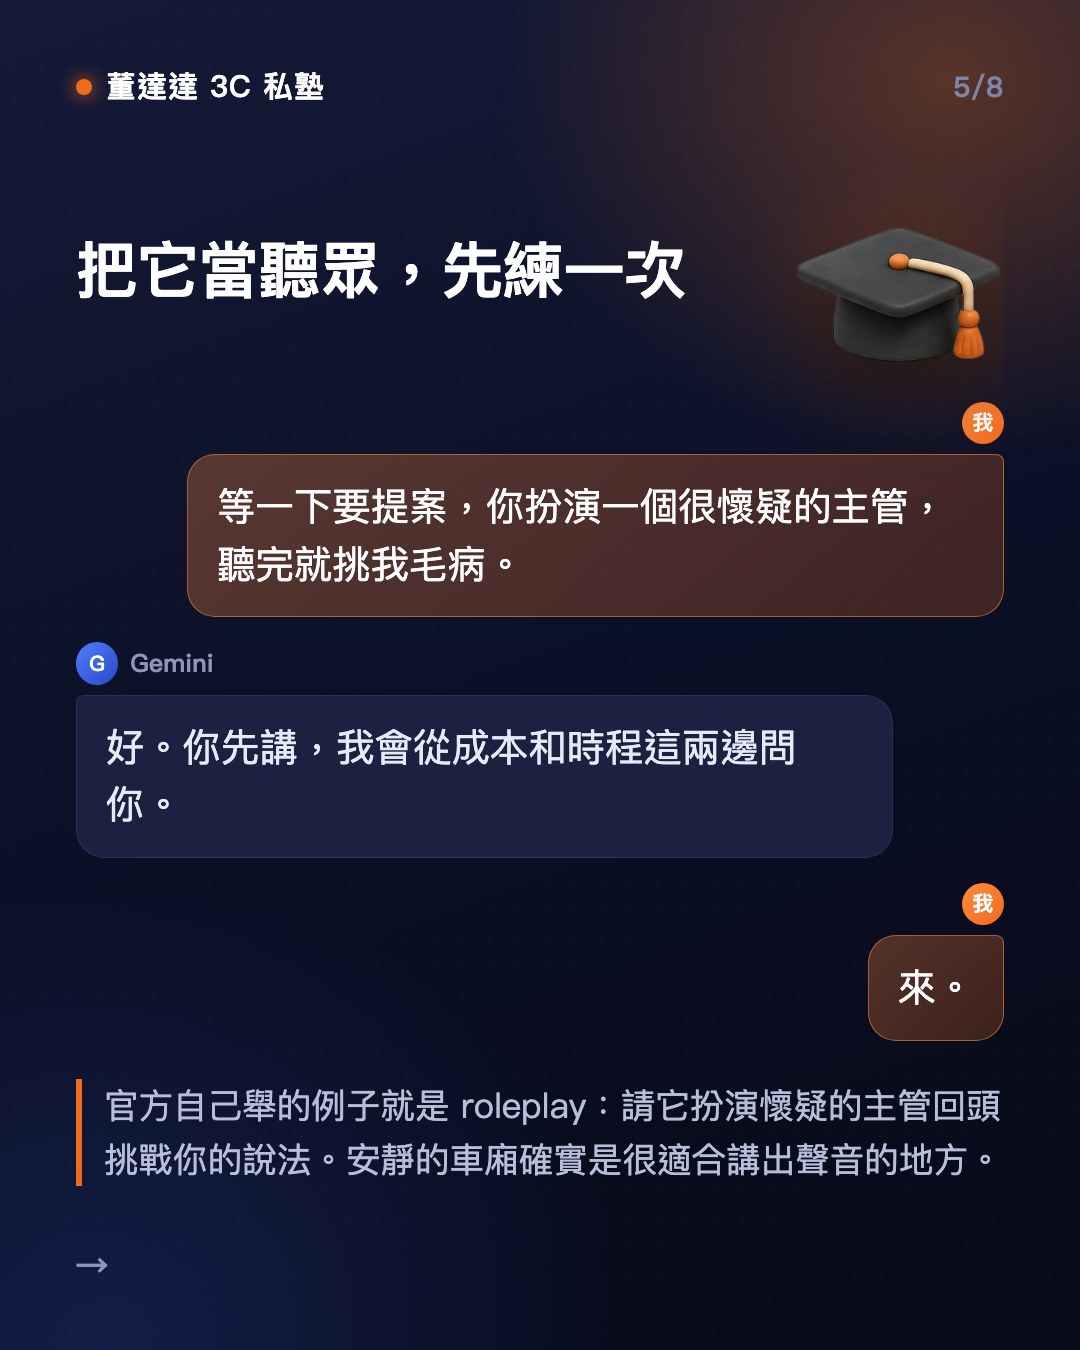 董達達 3C 私塾
5/8
把它當聽眾，先練一次
我
等一下要提案，你扮演一個很懷疑的主管，
聽完就挑我毛病。
G Gemini
好。你先講，我會從成本和時程這兩邊問
你。
我
來。
官方自己舉的例子就是 roleplay：請它扮演懷疑的主管回頭
挑戰你的說法。安靜的車廂確實是很適合講出聲音的地方。
→